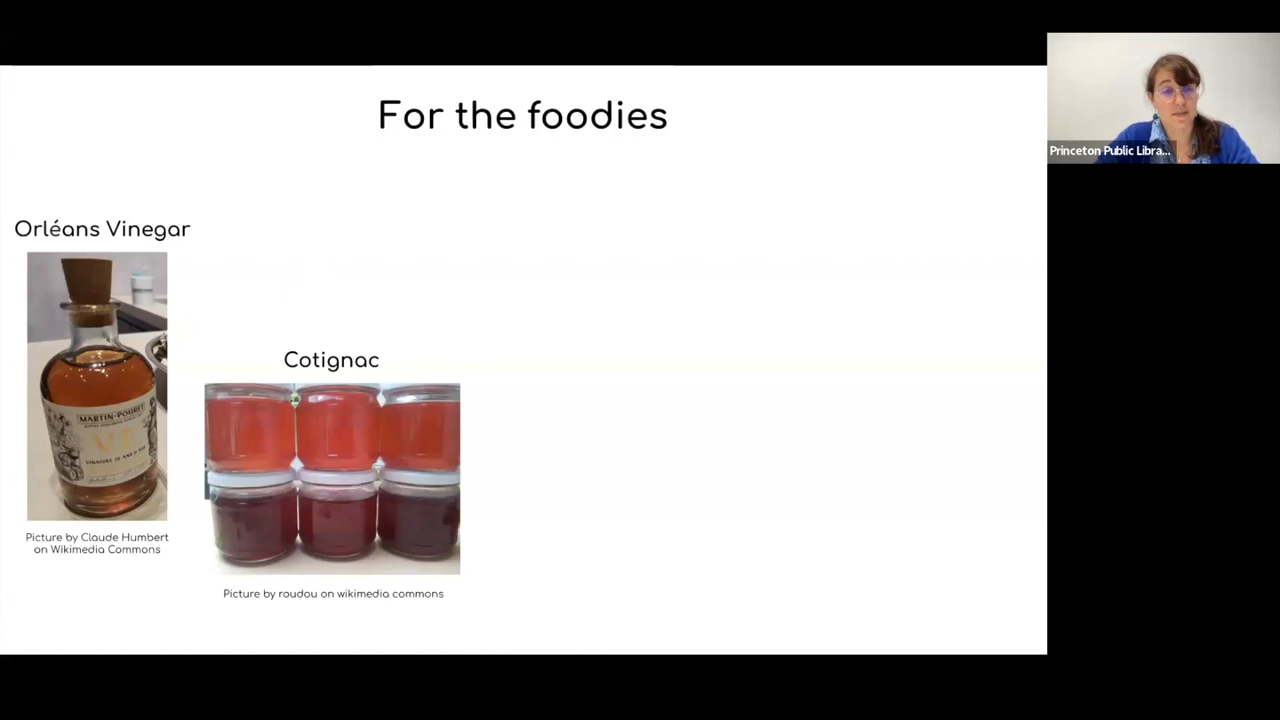 For the foodies
Princeton Public Libra...
Orléans Vinegar
MARTIN-POURET
Cotignac
Picture by Claude Humbert
on Wikimedia Commons
Picture by roudou on wikimedia commons